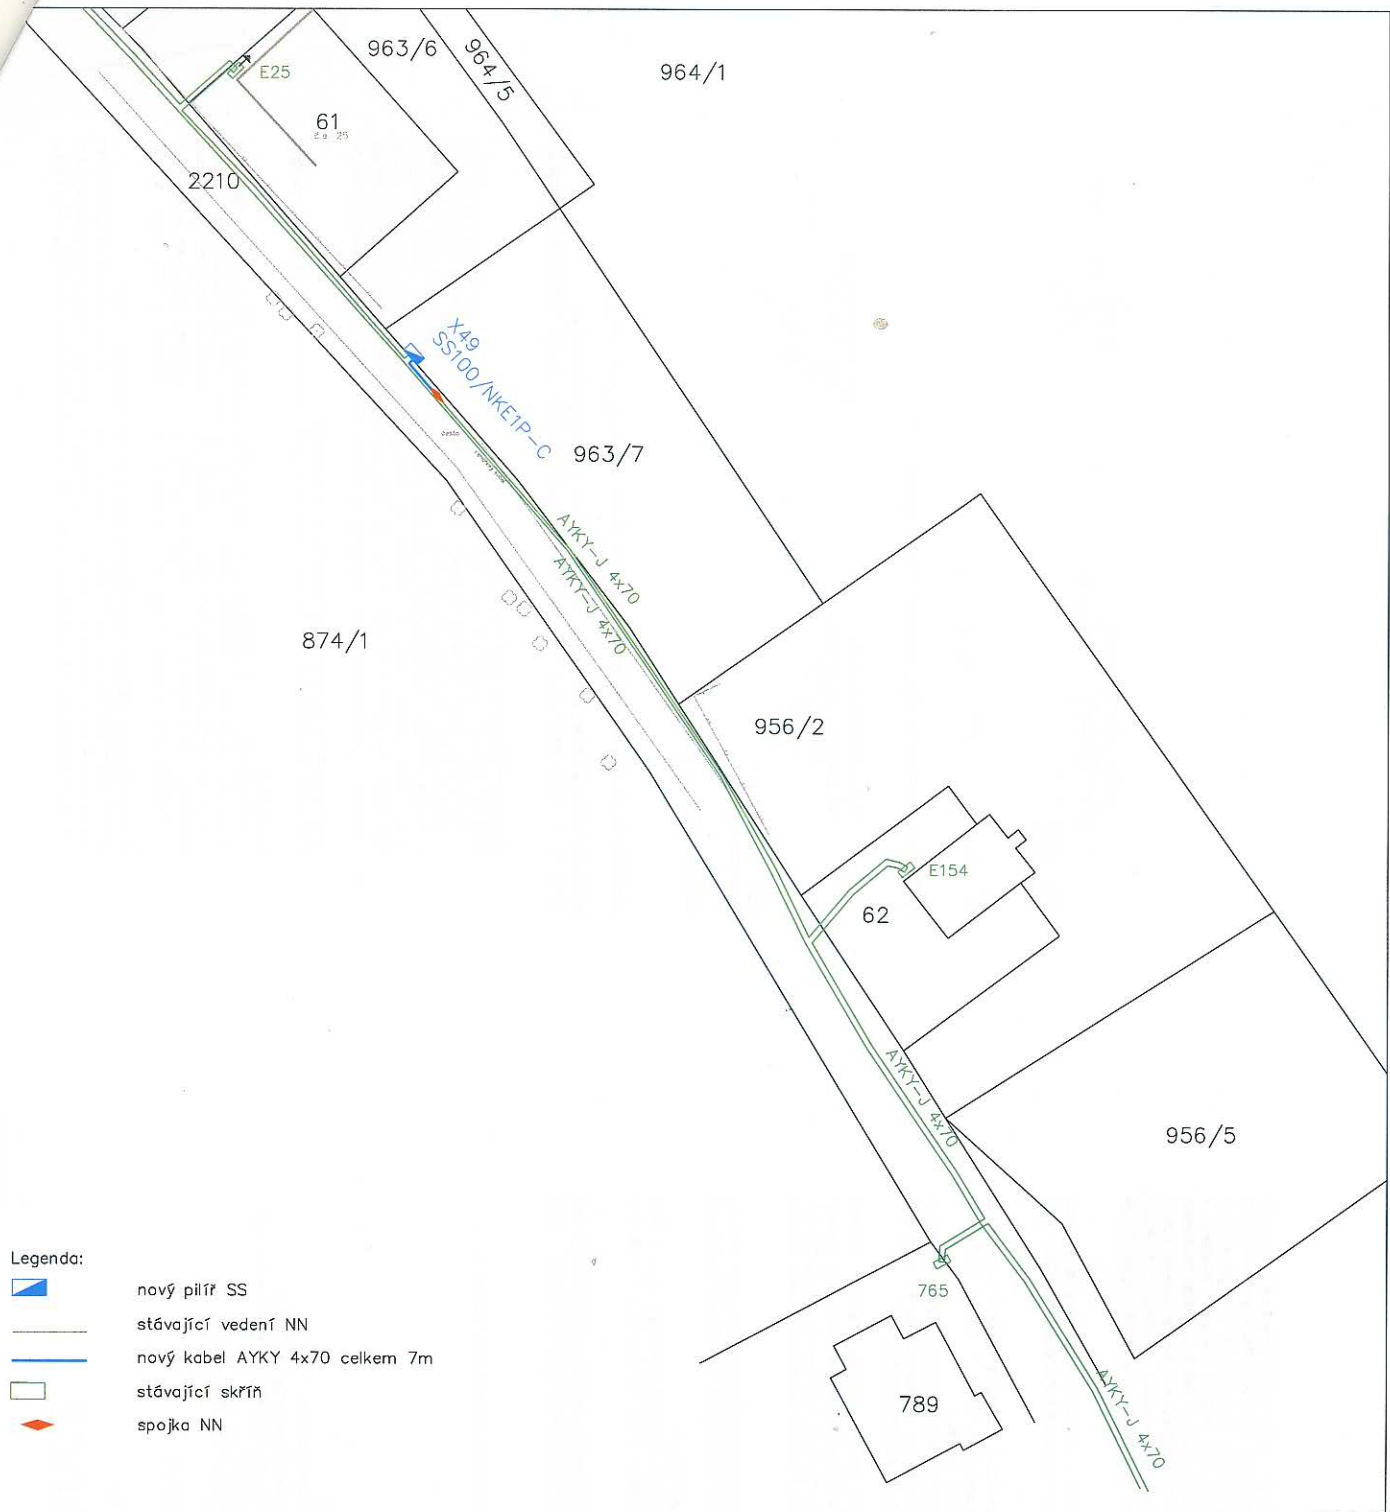 963/6
964/5
964/1
E25
61
č.p. 25
2210
X49
SS100/NKE1P-C
963/7
AYKY-J 4x70
AYKY-J 4x70
874/1
956/2
E154
62
AYKY-J 4x70
956/5
765
789
AYKY-J 4x70
Legenda:
nový pilíř SS
stávající vedení NN
nový kabel AYKY 4x70 celkem 7m
stávající skříň
spojka NN